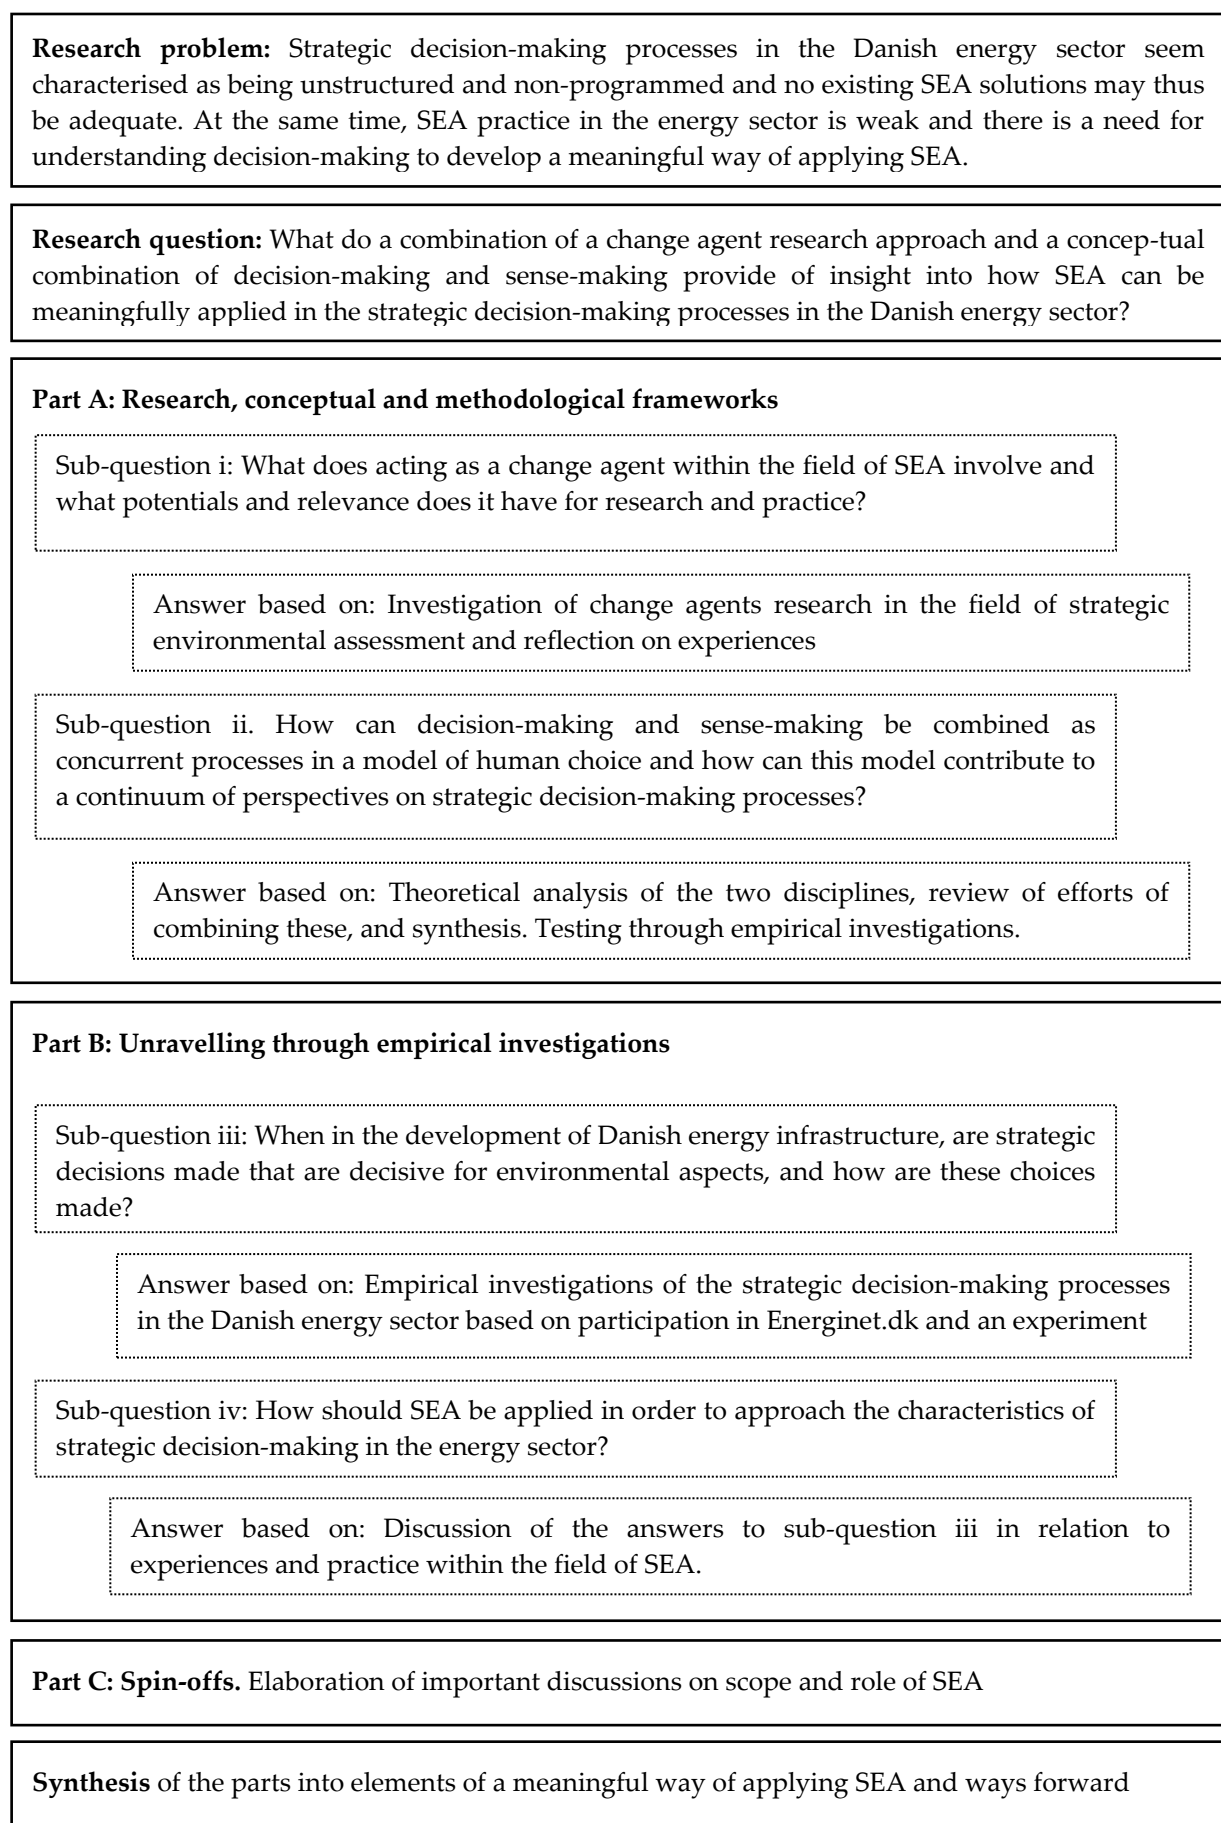 Research problem: Strategic decision-making processes in the Danish energy sector seem
characterised as being unstructured and non-programmed and no existing SEA solutions may thus
be adequate. At the same time, SEA practice in the energy sector is weak and there is a need for
understanding decision-making to develop a meaningful way of applying SEA.
Research question: What do a combination of a change agent research approach and a concep-tual
combination of decision-making and sense-making provide of insight into how SEA can be
meaningfully applied in the strategic decision-making processes in the Danish energy sector?
Part A: Research, conceptual and methodological frameworks
Sub-question i: What does acting as a change agent within the field of SEA involve and
what potentials and relevance does it have for research and practice?
Answer based on: Investigation of change agents research in the field of strategic
environmental assessment and reflection on experiences
Sub-question ii. How can decision-making and sense-making be combined as
concurrent processes in a model of human choice and how can this model contribute to
a continuum of perspectives on strategic decision-making processes?
Answer based on: Theoretical analysis of the two disciplines, review of efforts of
combining these, and synthesis. Testing through empirical investigations.
Part B: Unravelling through empirical investigations
Sub-question iii: When in the development of Danish energy infrastructure, are strategic
decisions made that are decisive for environmental aspects, and how are these choices
made?
Answer based on: Empirical investigations of the strategic decision-making processes
in the Danish energy sector based on participation in Energinet.dk and an experiment
Sub-question iv: How should SEA be applied in order to approach the characteristics of
strategic decision-making in the energy sector?
Answer based on: Discussion of the answers to sub-question iii in relation to
experiences and practice within the field of SEA.
Part C: Spin-offs. Elaboration of important discussions on scope and role of SEA
Synthesis of the parts into elements of a meaningful way of applying SEA and ways forward